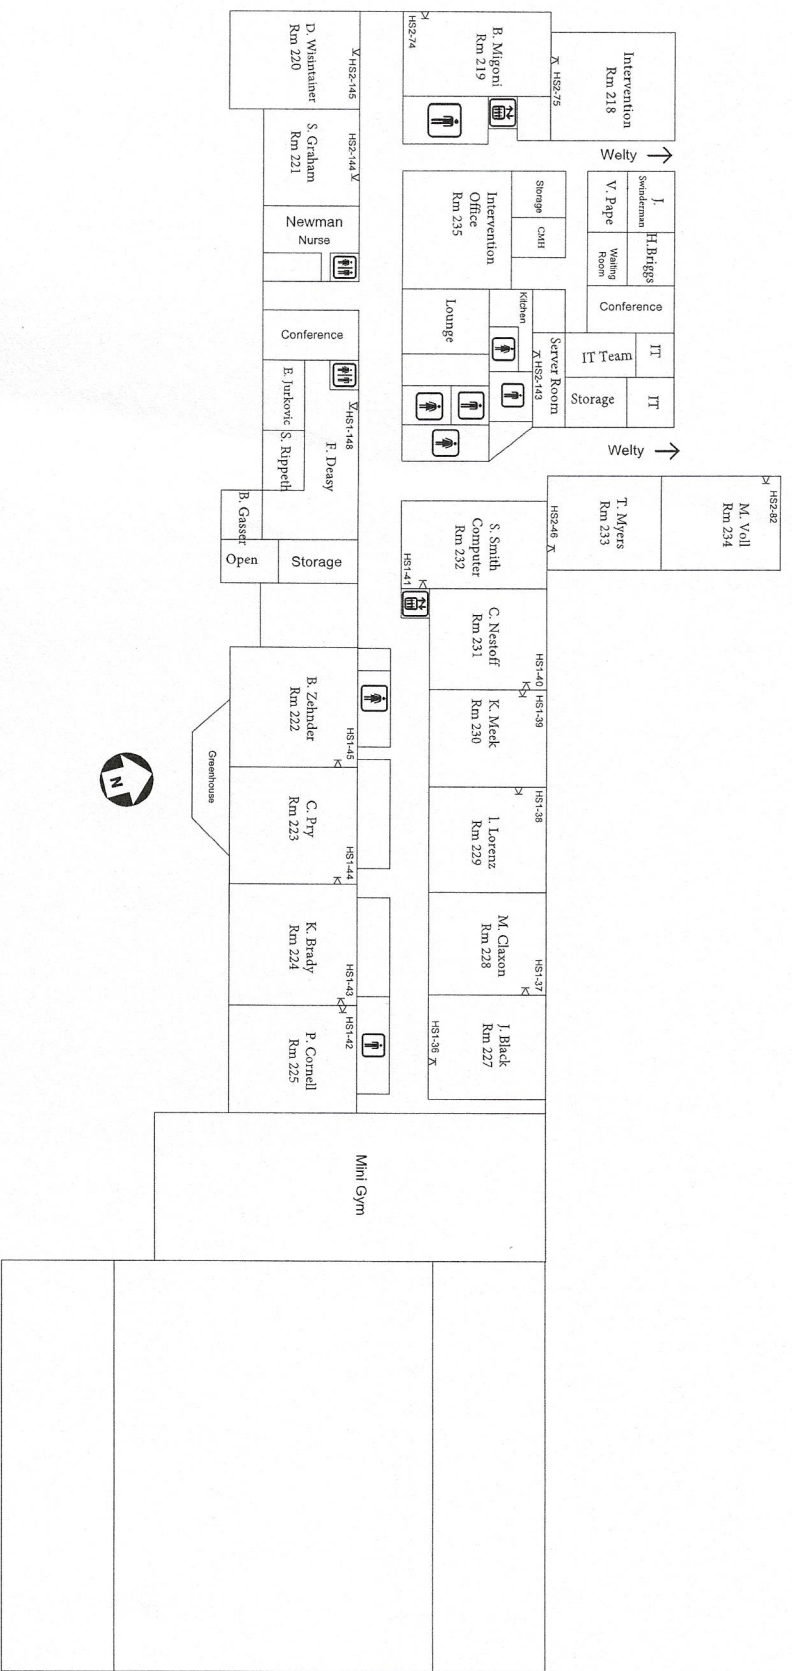 D. Wisintainer
Rm 220
HS2-145
S. Graham
Rm 221
HS2-144
Newman
Nurse
Conference
E. Jurkovic
S. Rippeth
F. Deasy
HS1-148
B. Gasser
Open
Storage
B. Zehnder
Rm 222
HS1-45
Greenhouse
C. Pry
Rm 223
HS1-44
K. Brady
Rm 224
HS1-43
HS1-42
P. Cornell
Rm 225
N
HS2-74
B. Migoni
Rm 219
HS2-75
Intervention
Rm 218
Welty
Intervention
Office
Rm 235
Storage
CMH
V. Pape
J.
Swinderman
Waiting
Room
H.Briggs
Conference
Lounge
Kitchen
Server Room
HS2-143
IT Team
IT
Storage
IT
Welty
S. Smith
Computer
Rm 232
HS1-41
HS2-46
T. Myers
Rm 233
M. Voll
Rm 234
HS2-82
C. Nestoff
Rm 231
HS1-40
HS1-39
K. Meek
Rm 230
HS1-38
I. Lorenz
Rm 229
M. Claxon
Rm 228
HS1-37
J. Black
Rm 227
HS1-36
Mini Gym